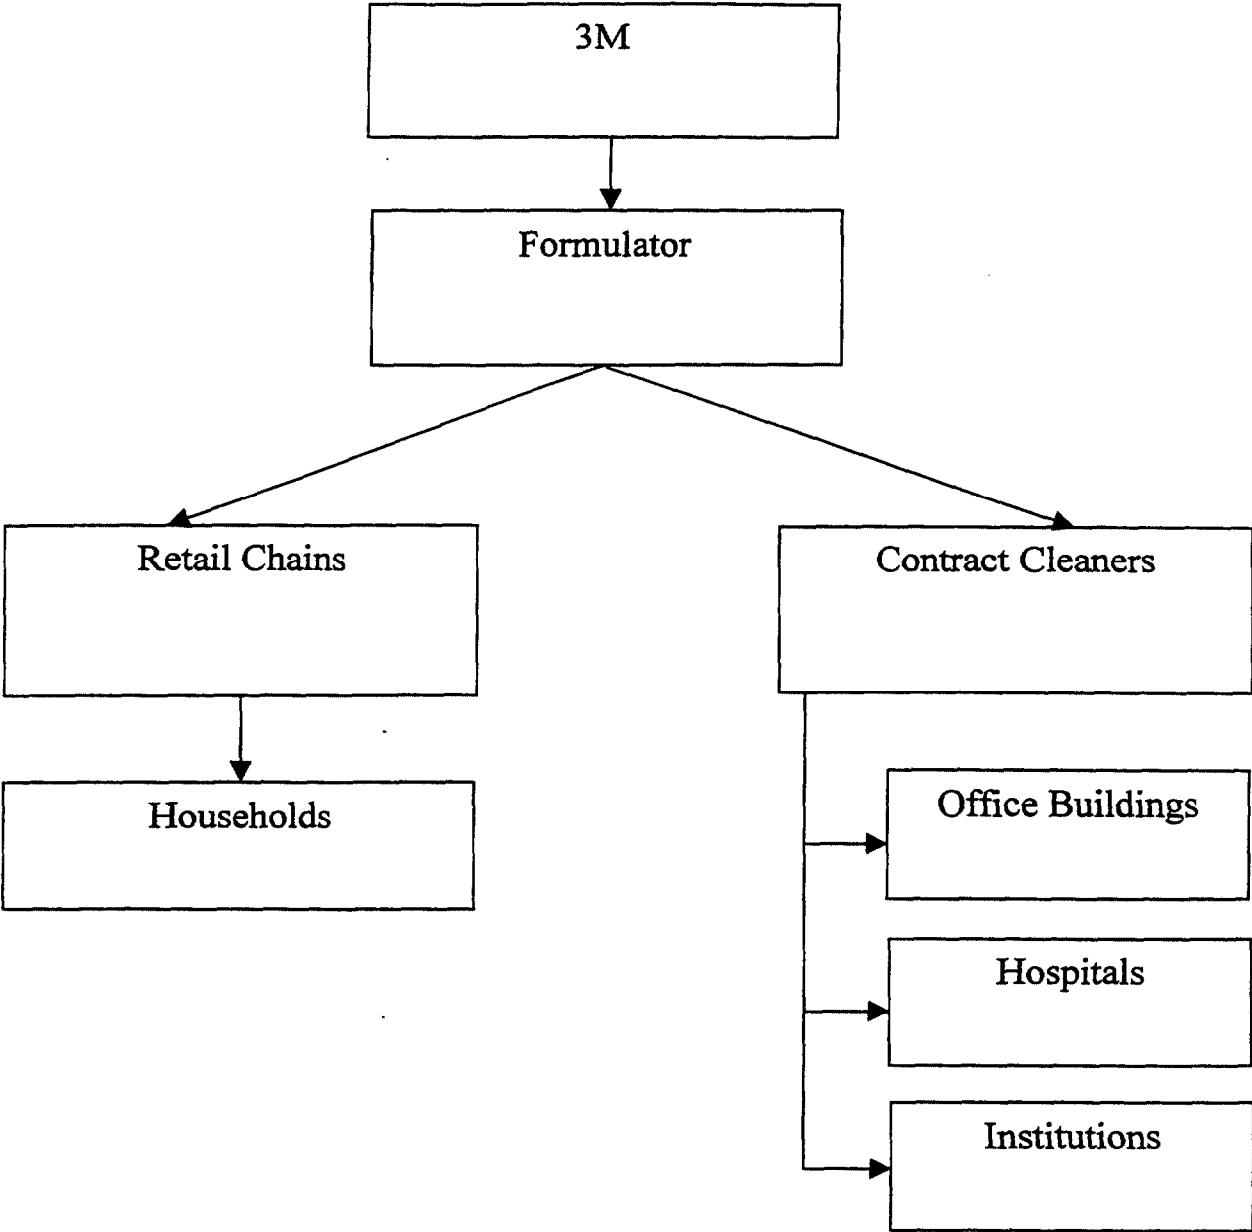 3M
Formulator
Retail Chains
Contract Cleaners
Households
Office Buildings
Hospitals
Institutions